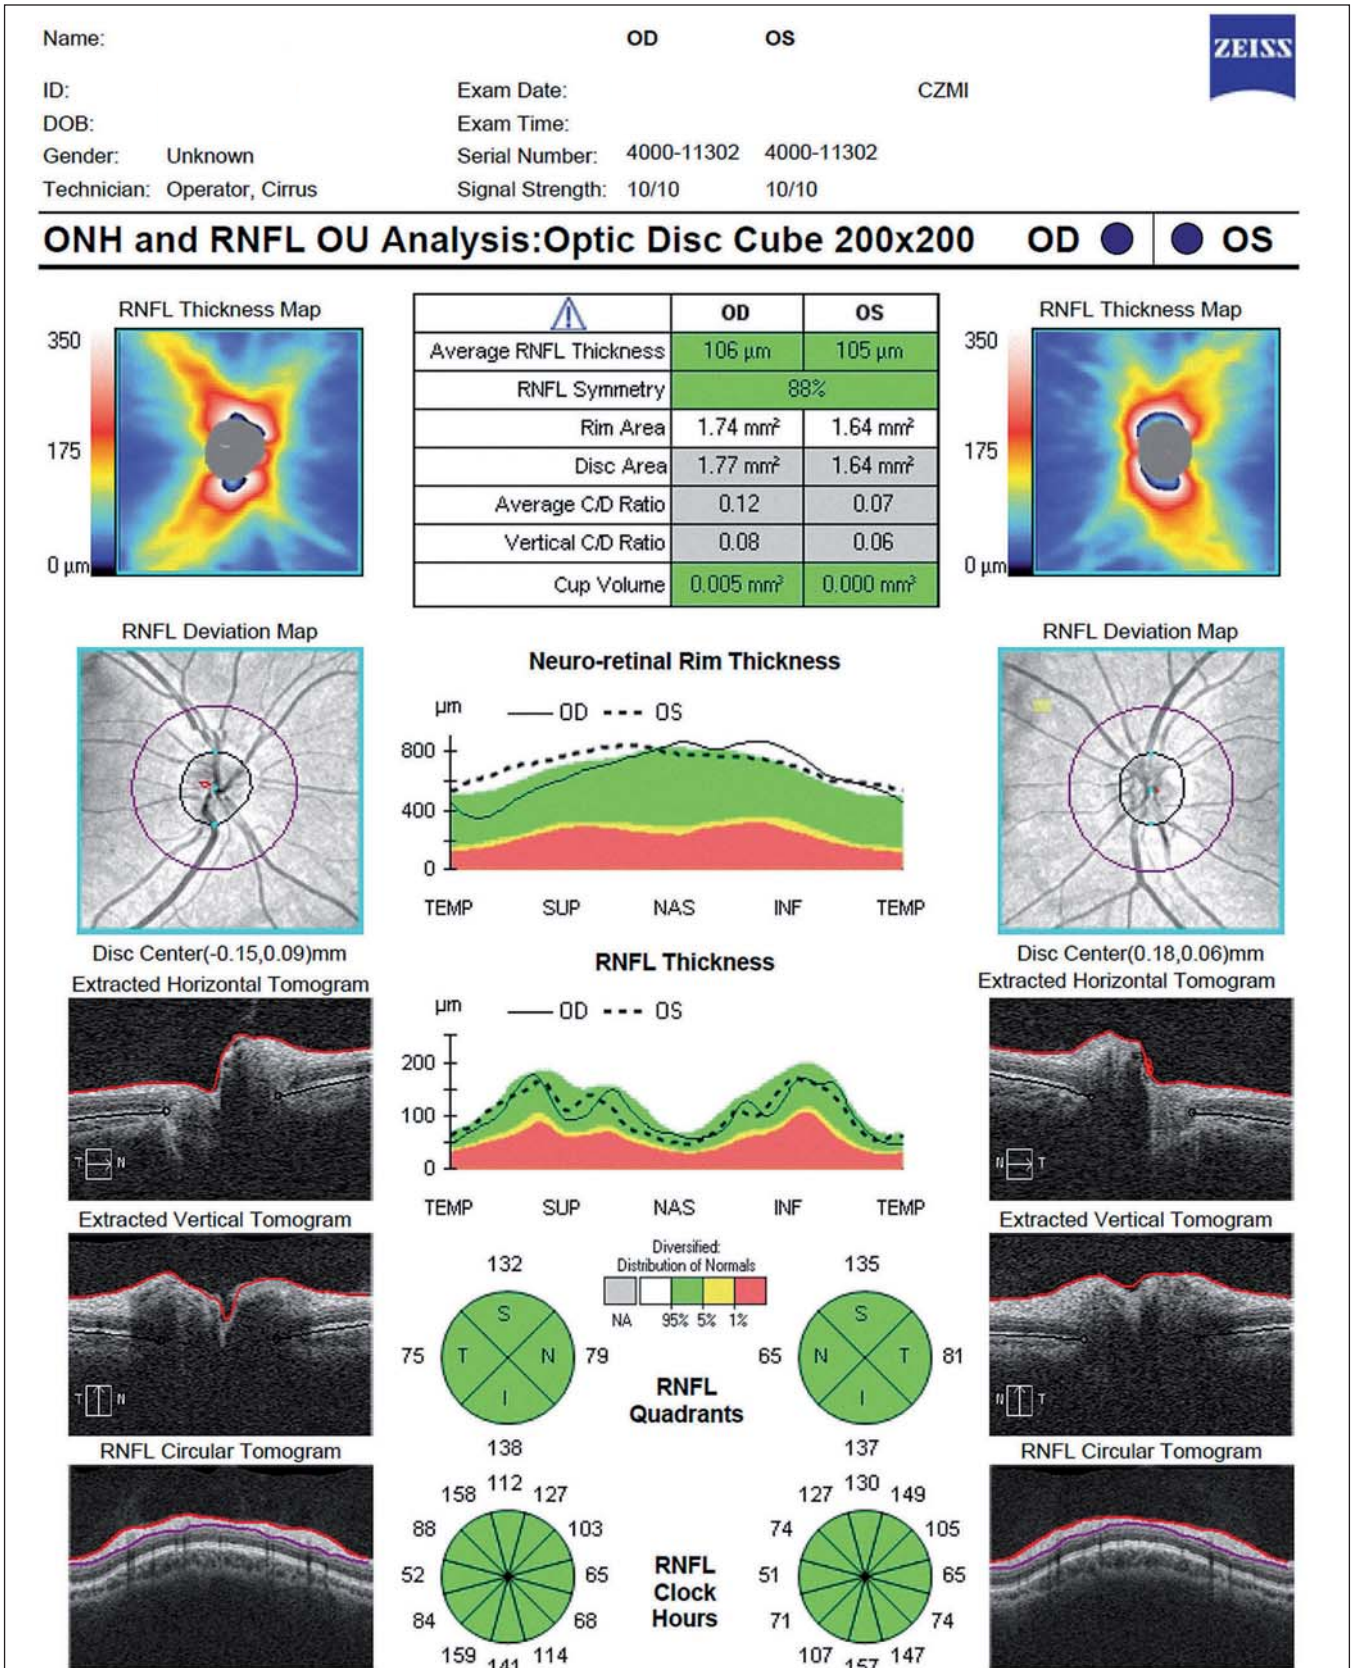 Name: OD OS
ZEISS
ID: Exam Date: CZMI
DOB: Exam Time:
Gender: Unknown Serial Number: 4000-11302 4000-11302
Technician: Operator, Cirrus Signal Strength: 10/10 10/10
ONH and RNFL OU Analysis:Optic Disc Cube 200x200 OD OS
RNFL Thickness Map
350
175
0 µm
OD OS
Average RNFL Thickness 106 µm 105 µm
RNFL Symmetry 88%
Rim Area 1.74 mm² 1.64 mm²
Disc Area 1.77 mm² 1.64 mm²
Average C/D Ratio 0.12 0.07
Vertical C/D Ratio 0.08 0.06
Cup Volume 0.005 mm³ 0.000 mm³
RNFL Thickness Map
350
175
0 µm
RNFL Deviation Map
Disc Center(-0.15,0.09)mm
Neuro-retinal Rim Thickness
µm OD OS
800
400
0
TEMP SUP NAS INF TEMP
RNFL Deviation Map
Disc Center(0.18,0.06)mm
Extracted Horizontal Tomogram
T N
RNFL Thickness
µm OD OS
200
100
0
TEMP SUP NAS INF TEMP
Extracted Horizontal Tomogram
N T
Extracted Vertical Tomogram
T N
Diversified:
Distribution of Normals
NA 95% 5% 1%
132
S
75 T N 79
I
138
RNFL
Quadrants
135
S
65 N T 81
I
137
Extracted Vertical Tomogram
N T
RNFL Circular Tomogram
112
158 127
88 103
52 65
84 68
159 114
141
RNFL
Clock
Hours
130
127 149
74 105
51 65
71 74
107 147
157
RNFL Circular Tomogram